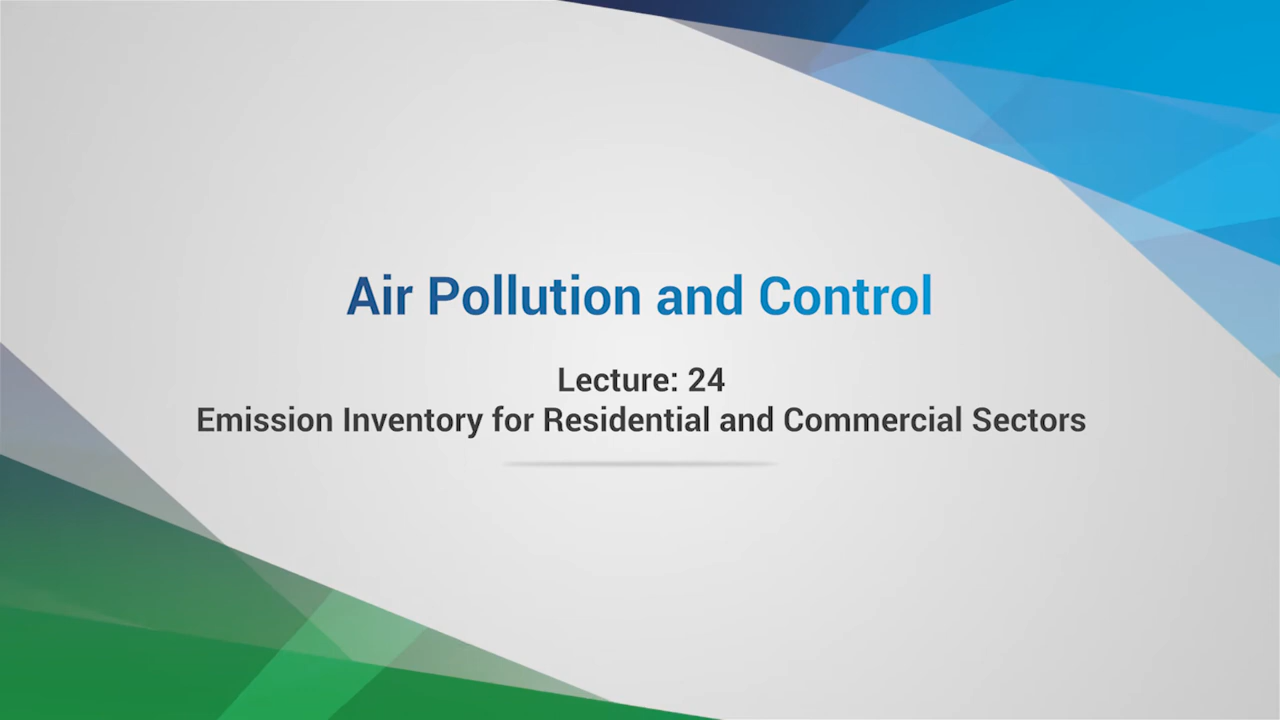 Air Pollution and Control
Lecture: 24
Emission Inventory for Residential and Commercial Sectors